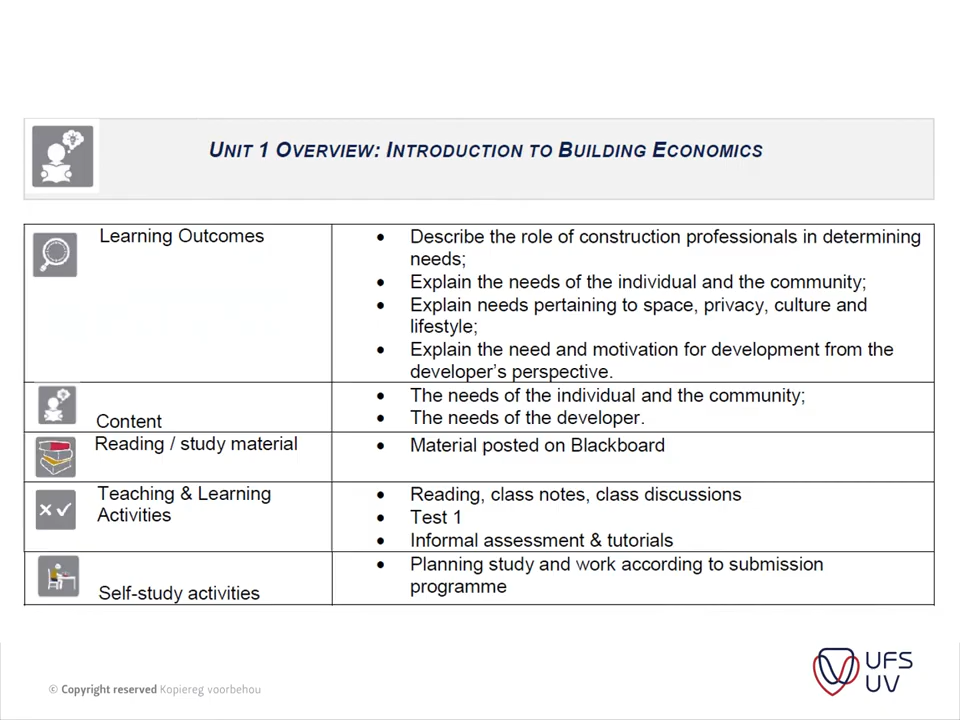 UNIT 1 OVERVIEW: INTRODUCTION TO BUILDING ECONOMICS
Learning Outcomes
• Describe the role of construction professionals in determining
needs;
• Explain the needs of the individual and the community;
• Explain needs pertaining to space, privacy, culture and
lifestyle;
• Explain the need and motivation for development from the
developer's perspective.
Content
• The needs of the individual and the community;
• The needs of the developer.
Reading / study material
• Material posted on Blackboard
Teaching & Learning
Activities
• Reading, class notes, class discussions
• Test 1
• Informal assessment & tutorials
Self-study activities
• Planning study and work according to submission
programme
© Copyright reserved Kopiereg voorbehou
UFS
UV